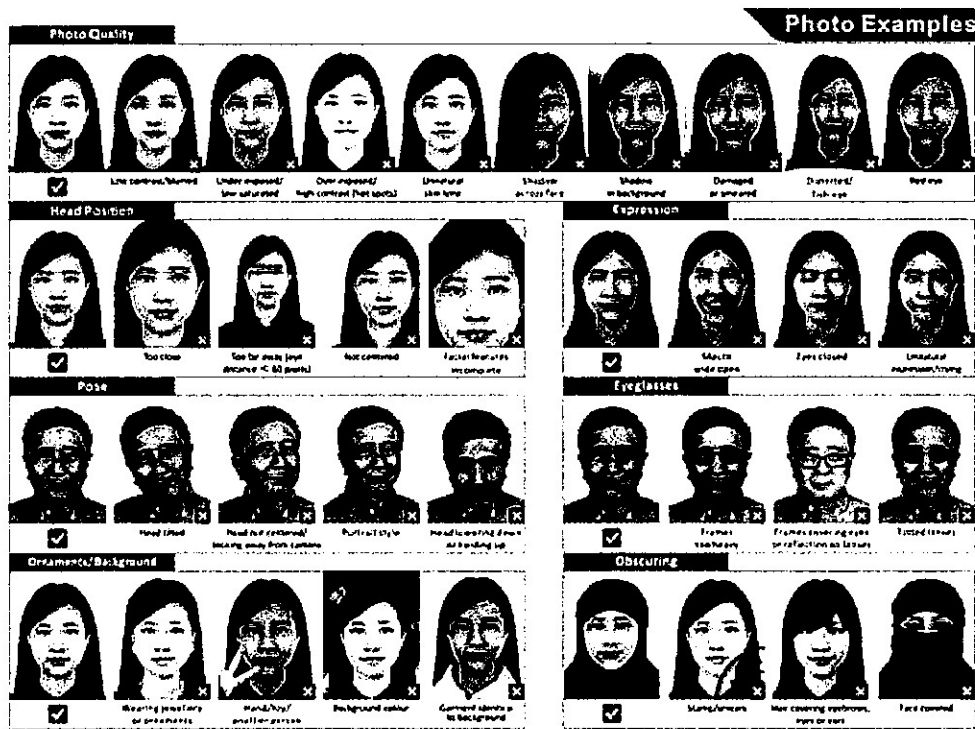 Photo Examples
Photo Quality
Low contrast/blurred
Under exposed/
low saturated
Over exposed/
high contrast (hot spots)
Unnatural
skin tone
Shadow
across face
Shadow
in background
Damaged
or smeared
Distorted/
fish eye
Red eye
Head Position
Too close
Too far away (eye
distance < 60 pixels)
Not centered
Facial features
incomplete
Expression
Mouth
wide open
Eyes closed
Unnatural
expression/
Pose
Head tilted
Head not centered/
looking away from camera
Portrait style
Head looking down
or holding up
Eyeglasses
Frames
too heavy
Frames covering eyes
or reflection on lenses
Tinted lenses
Ornaments/Background
Wearing jewellery
or ornaments
Hand/toy/
another person
Background colour
Garment identical
to background
Obscuring
Stains/smears
Hair covering eyebrows,
eyes or ears
Face covered